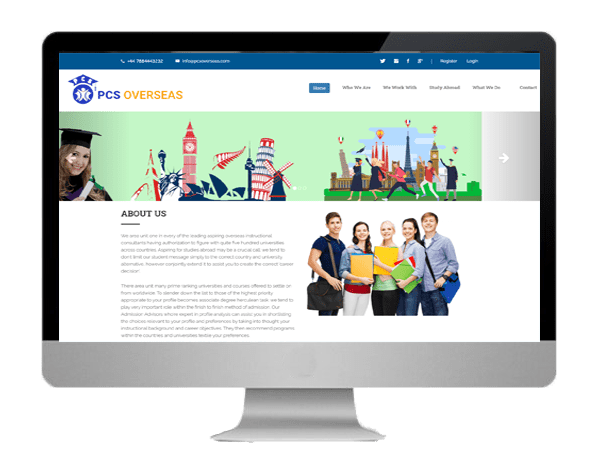 +44 7884443232 info@pcsoverseas.com Register Login
PCS
PCS OVERSEAS
Home Who We Are We Work With Study Abroad What We Do Contact
ABOUT US
We area unit one in every of the leading aspiring overseas instructional
consultants having authorisation to figure with quite five hundred universities
across countries. Aspiring for studies abroad may be a crucial call, we tend to
don't limit our student message simply to the correct country and university
alternative, however conjointly extend it to assist you to create the correct career
decision!
There area unit many prime ranking universities and courses offered to settle on
from worldwide. To slender down the list to those of the highest priority
appropriate to your profile becomes associate degree herculean task. we tend to
play very important role within the finish to finish method of admission. Our
Admission Advisors whore expert in profile analysis can assist you in shortlisting
the choices relevant to your profile and preferences by taking into thought your
instructional background and career objectives. They then recommend programs
within the countries and universities beside your preferences.